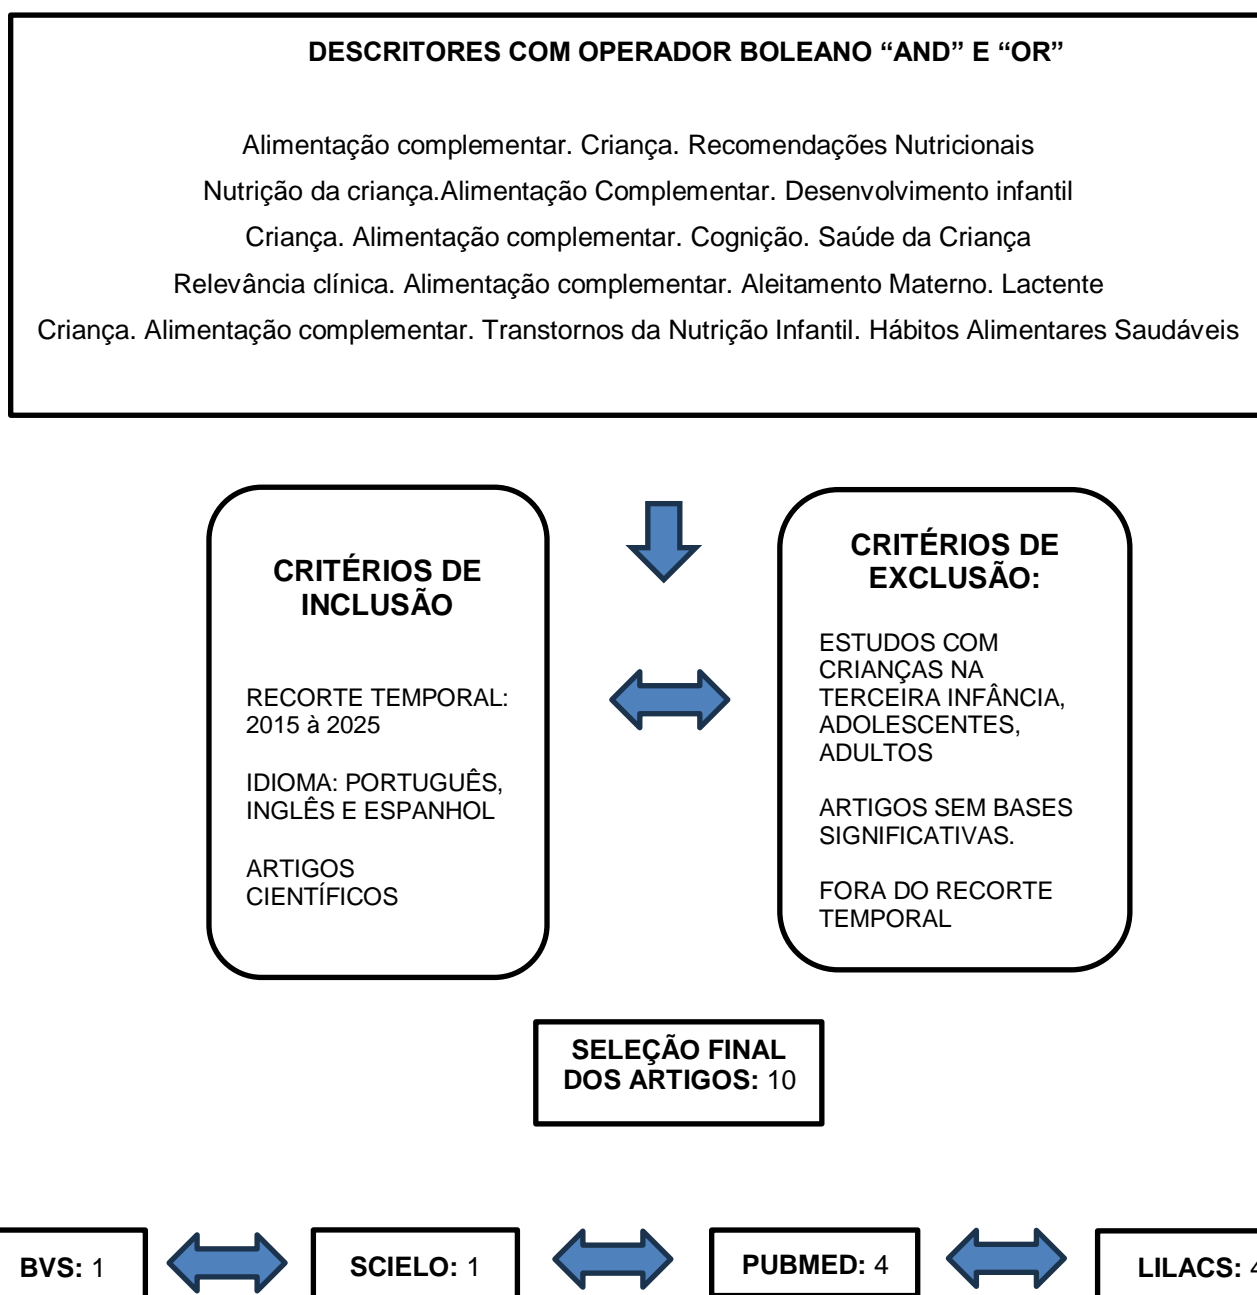 DESCRITORES COM OPERADOR BOLEANO “AND” E “OR”
Alimentação complementar. Criança. Recomendações Nutricionais
Nutrição da criança.Alimentação Complementar. Desenvolvimento infantil
Criança. Alimentação complementar. Cognição. Saúde da Criança
Relevância clínica. Alimentação complementar. Aleitamento Materno. Lactente
Criança. Alimentação complementar. Transtornos da Nutrição Infantil. Hábitos Alimentares Saudáveis
CRITÉRIOS DE
INCLUSÃO
RECORTE TEMPORAL:
2015 à 2025
IDIOMA: PORTUGUÊS,
INGLÊS E ESPANHOL
ARTIGOS
CIENTÍFICOS
CRITÉRIOS DE
EXCLUSÃO:
ESTUDOS COM
CRIANÇAS NA
TERCEIRA INFÂNCIA,
ADOLESCENTES,
ADULTOS
ARTIGOS SEM BASES
SIGNIFICATIVAS.
FORA DO RECORTE
TEMPORAL
SELEÇÃO FINAL
DOS ARTIGOS: 10
BVS: 1
SCIELO: 1
PUBMED: 4
LILACS: 4